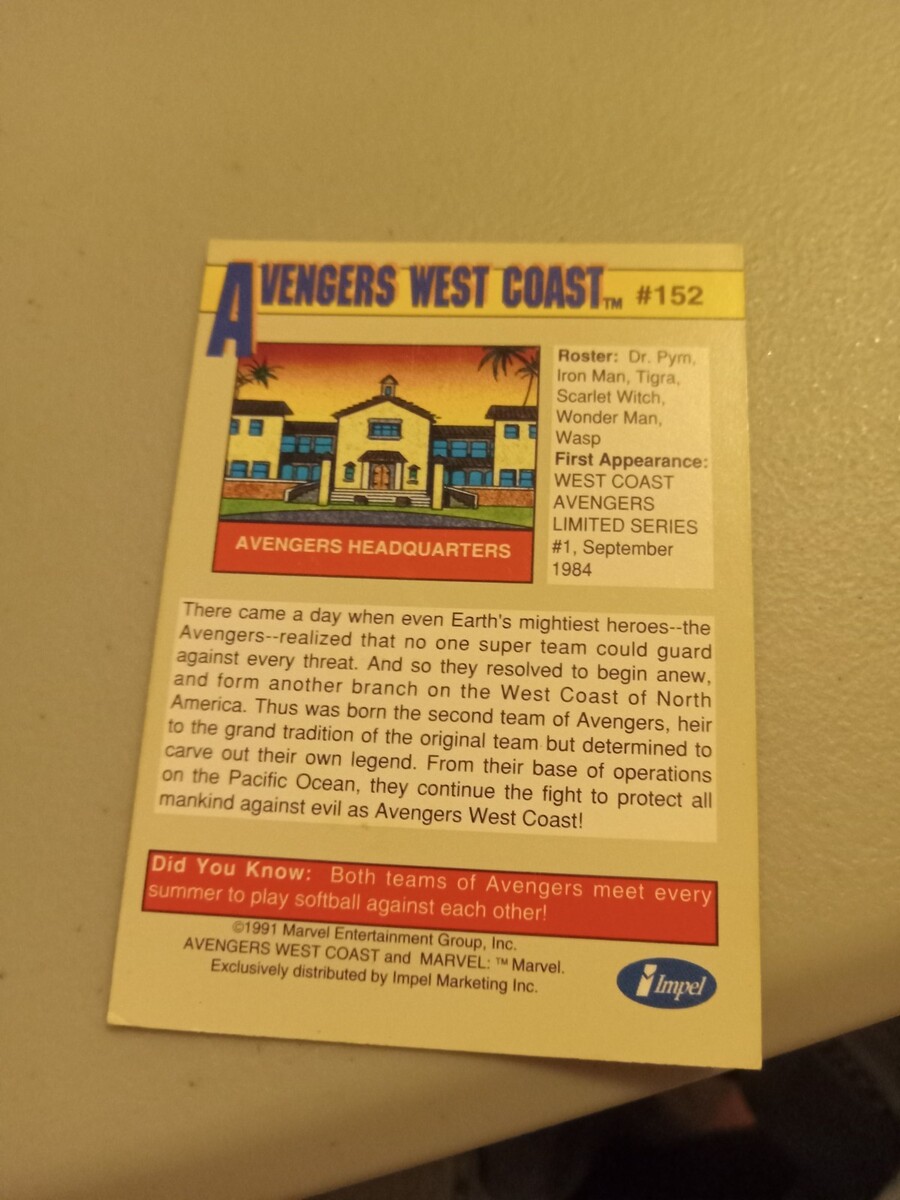 AVENGERS WEST COAST™ #152
AVENGERS HEADQUARTERS
Roster: Dr. Pym,
Iron Man, Tigra,
Scarlet Witch,
Wonder Man,
Wasp
First Appearance:
WEST COAST
AVENGERS
LIMITED SERIES
#1, September
1984
There came a day when even Earth's mightiest heroes--the
Avengers--realized that no one super team could guard
against every threat. And so they resolved to begin anew,
and form another branch on the West Coast of North
America. Thus was born the second team of Avengers, heir
to the grand tradition of the original team but determined to
carve out their own legend. From their base of operations
on the Pacific Ocean, they continue the fight to protect all
mankind against evil as Avengers West Coast!
Did You Know: Both teams of Avengers meet every
summer to play softball against each other!
©1991 Marvel Entertainment Group, Inc.
AVENGERS WEST COAST and MARVEL: ™ Marvel.
Exclusively distributed by Impel Marketing Inc.
Impel